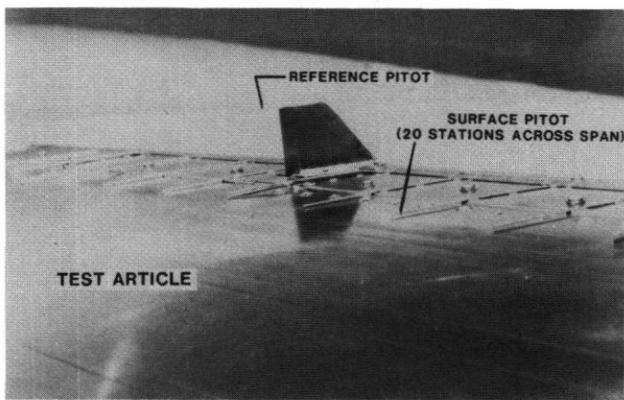 REFERENCE PITOT
SURFACE PITOT
(20 STATIONS ACROSS SPAN)
TEST ARTICLE